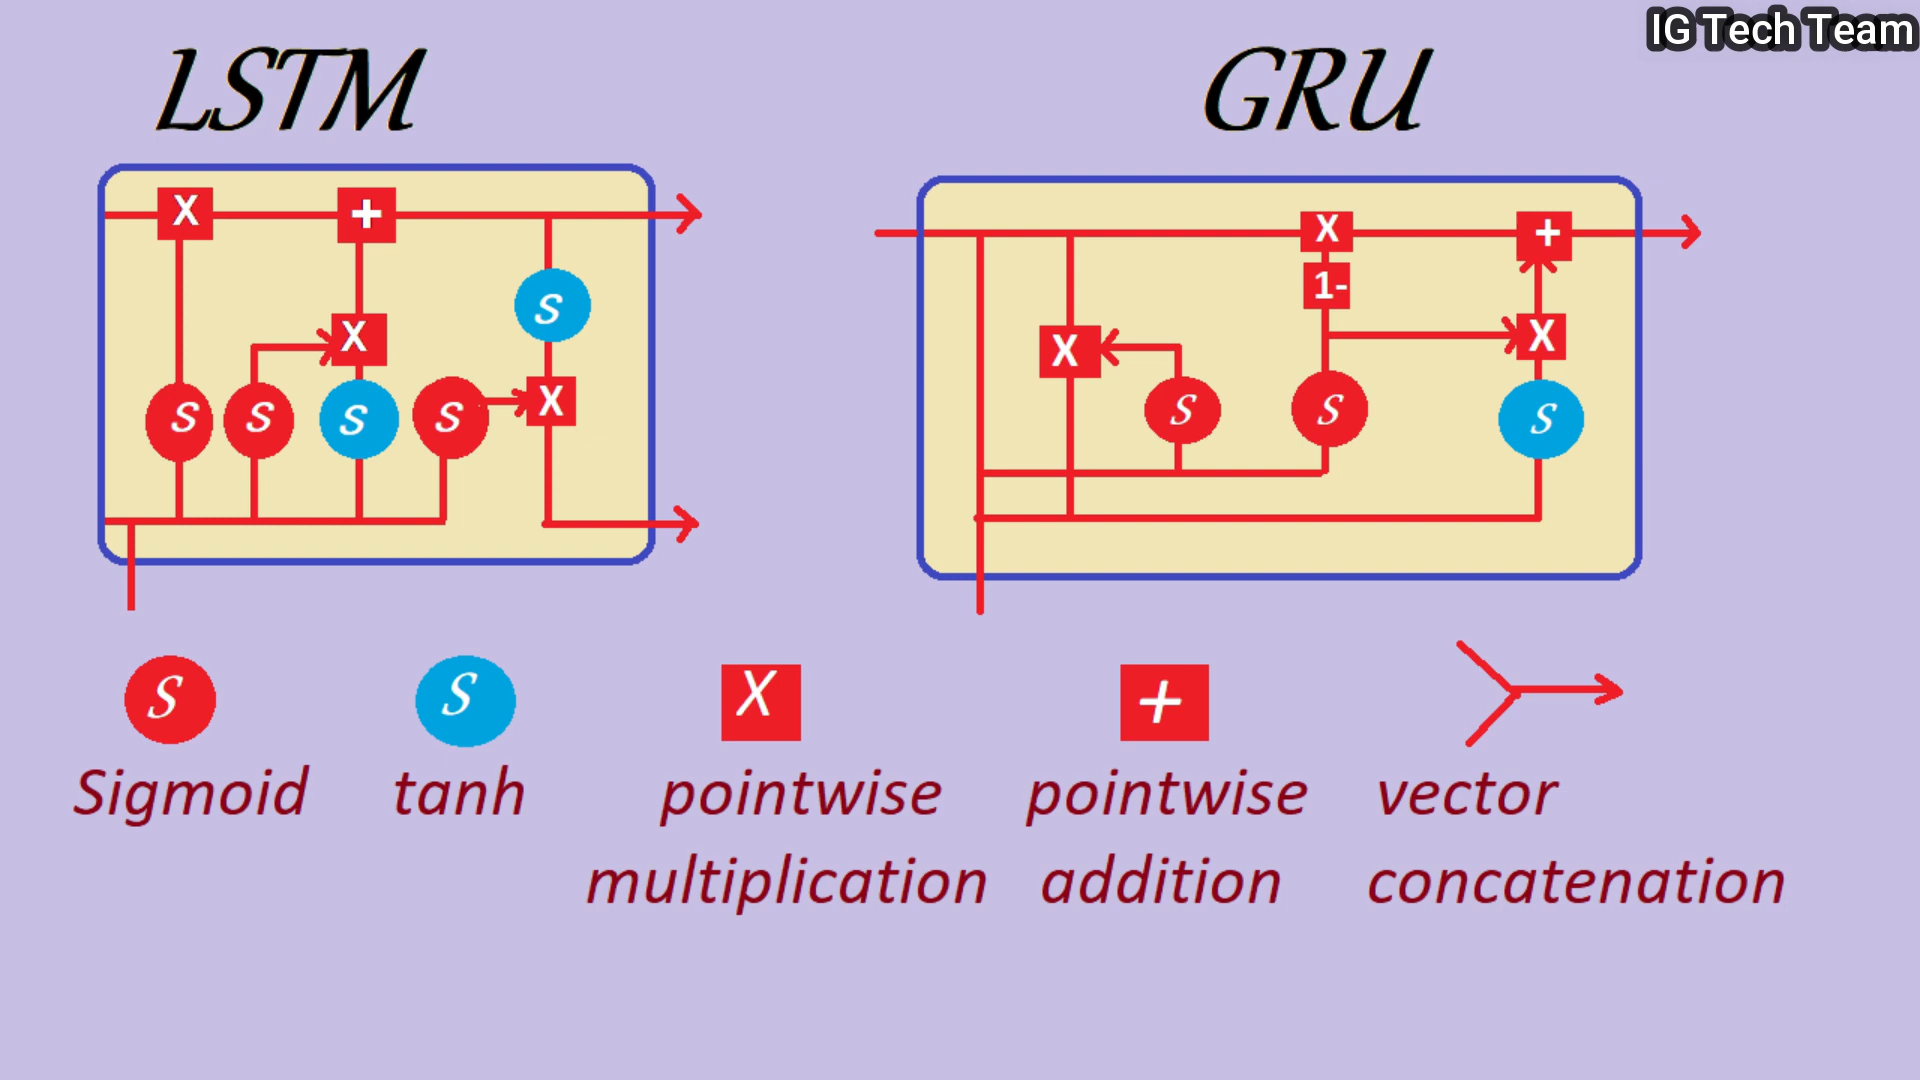 IG Tech Team
LSTM
GRU
X
+
X
+
1-
S
X
X
X
S
S
S
S
X
S
S
S
S
S
X
+
Sigmoid
tanh
pointwise
multiplication
pointwise
addition
vector
concatenation